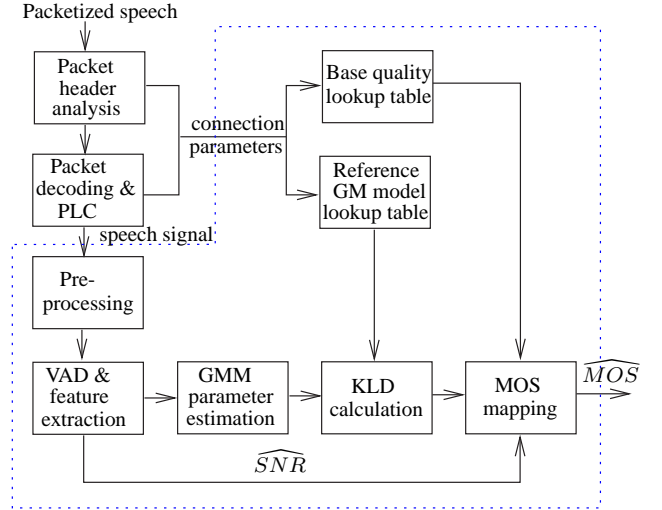 Packetized speech
Packet
header
analysis
Base quality
lookup table
connection
parameters
Packet
decoding &
PLC
Reference
GM model
lookup table
speech signal
Pre-
processing
VAD &
feature
extraction
GMM
parameter
estimation
KLD
calculation
MOS
mapping
\widehat{MOS}
\widehat{SNR}